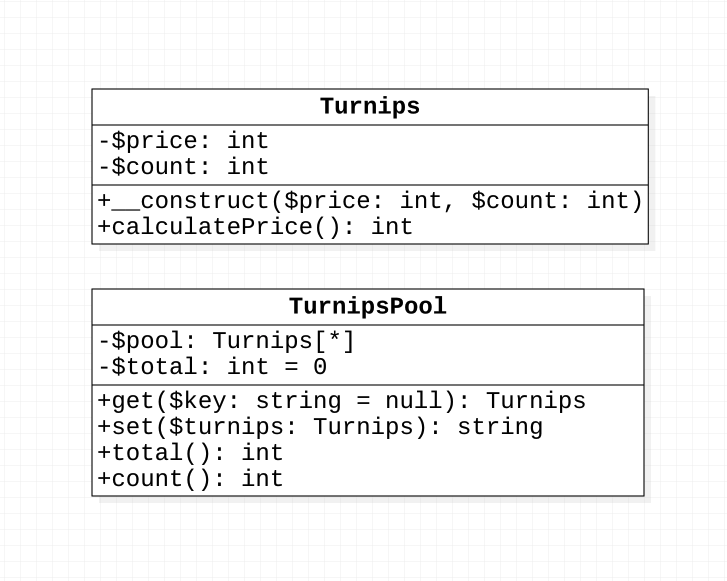 Turnips
-$price: int
-$count: int
+__construct($price: int, $count: int)
+calculatePrice(): int
TurnipsPool
-$pool: Turnips[*]
-$total: int = 0
+get($key: string = null): Turnips
+set($turnips: Turnips): string
+total(): int
+count(): int